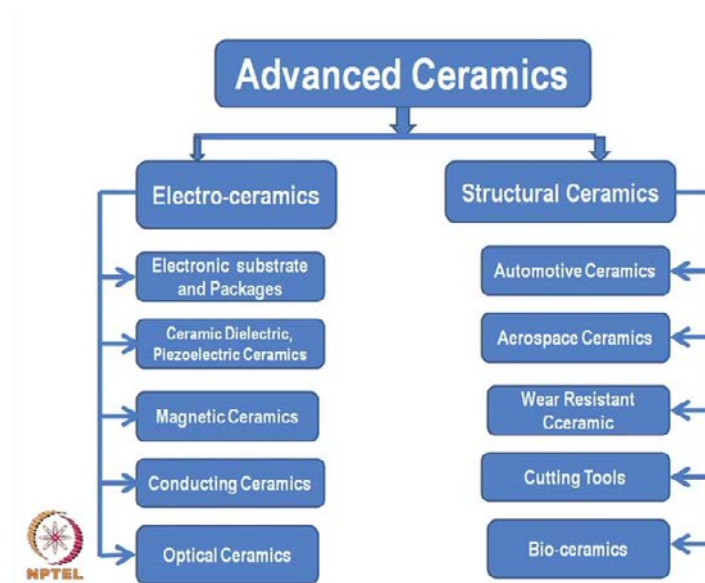 Advanced Ceramics
Electro-ceramics
Structural Ceramics
Electronic substrate
and Packages
Automotive Ceramics
Ceramic Dielectric,
Piezoelectric Ceramics
Aerospace Ceramics
Magnetic Ceramics
Wear Resistant
Cceramic
Conducting Ceramics
Cutting Tools
Optical Ceramics
Bio-ceramics
NPTEL